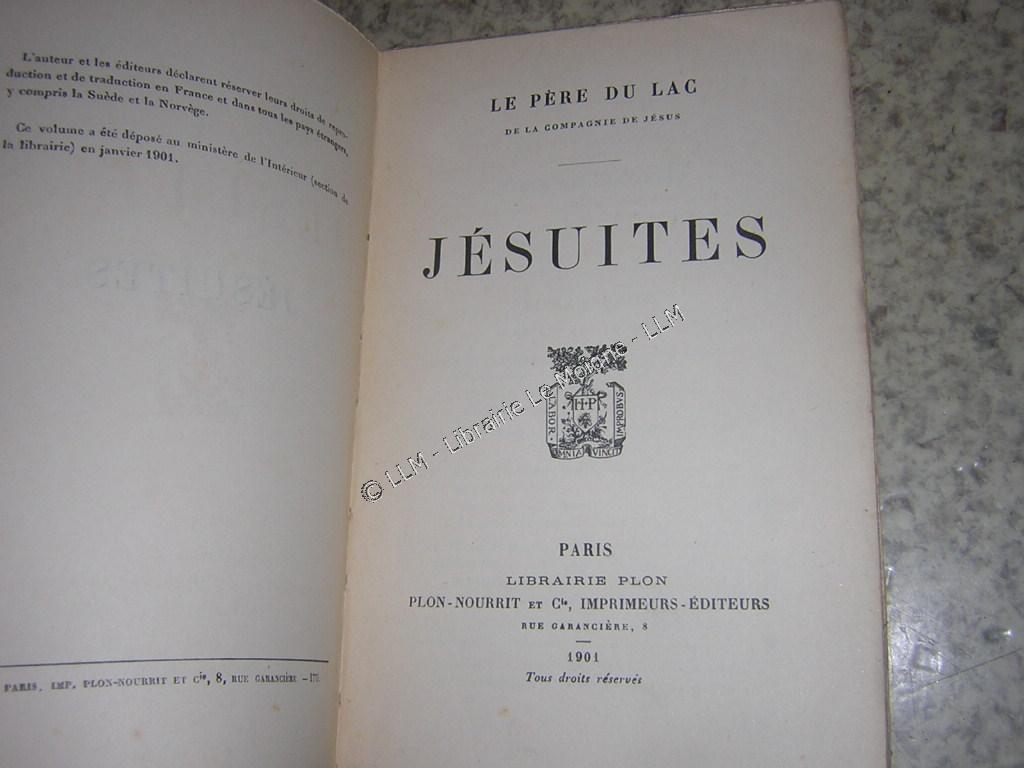 L'auteur et les éditeurs déclarent réserver leurs droits de repro-
duction et de traduction en France et dans tous les pays étrangers,
y compris la Suède et la Norvège.
Ce volume a été déposé au ministère de l'Intérieur (section de
la librairie) en janvier 1901.
PARIS, IMP. PLON-NOURRIT ET Cie, 8, RUE GARANCIÈRE
LE PÈRE DU LAC
DE LA COMPAGNIE DE JÉSUS
JÉSUITES
H·P
LABOR
OMNIA VINCIT
IMPROBVS
© LLM - Librairie Le Moigne - LLM
PARIS
LIBRAIRIE PLON
PLON-NOURRIT ET Cie, IMPRIMEURS-ÉDITEURS
RUE GARANCIÈRE, 8
1901
Tous droits réservés